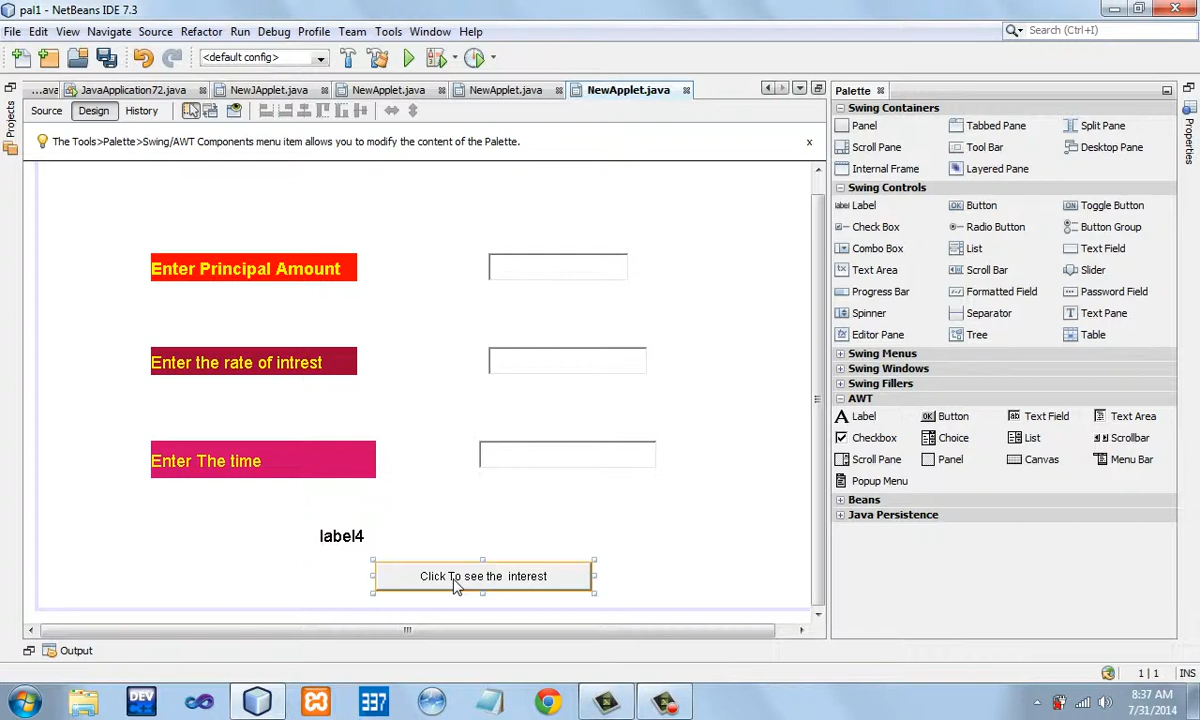 pal1 - NetBeans IDE 7.3
File Edit View Navigate Source Refactor Run Debug Profile Team Tools Window Help
Search (Ctrl+I)
<default config>
...ava JavaApplication72.java NewJApplet.java NewApplet.java NewApplet.java NewApplet.java
Source Design History
The Tools>Palette>Swing/AWT Components menu item allows you to modify the content of the Palette. x
Projects
Enter Principal Amount
Enter the rate of intrest
Enter The time
label4
Click To see the interest
Output
Palette
Swing Containers
Panel Tabbed Pane Split Pane
Scroll Pane Tool Bar Desktop Pane
Internal Frame Layered Pane
Swing Controls
label Label OK Button ON Toggle Button
Check Box Radio Button Button Group
Combo Box List Text Field
Text Area Scroll Bar Slider
Progress Bar Formatted Field Password Field
Spinner Separator T Text Pane
Editor Pane Tree Table
Swing Menus
Swing Windows
Swing Fillers
AWT
A Label OK Button Text Field Text Area
Checkbox Choice List Scrollbar
Scroll Pane Panel Canvas Menu Bar
Popup Menu
Beans
Java Persistence
Properties
1 | 1 INS
DEV 337
8:37 AM
7/31/2014